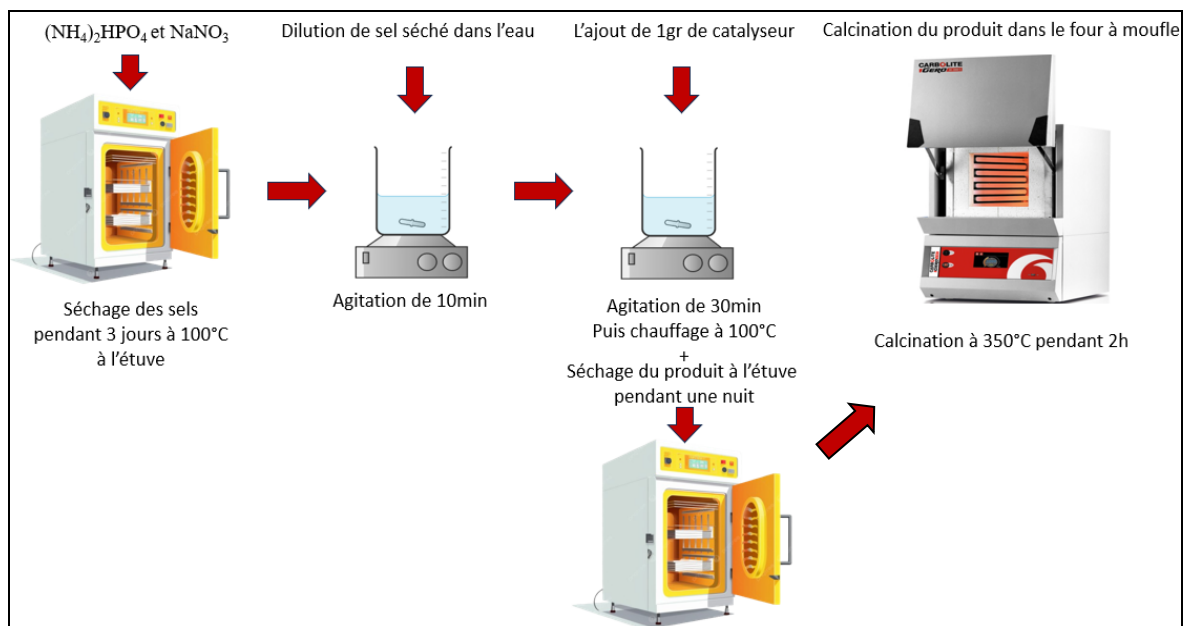 (NH₄)₂HPO₄ et NaNO₃
Séchage des sels
pendant 3 jours à 100°C
à l’étuve
Dilution de sel séché dans l’eau
Agitation de 10min
L’ajout de 1gr de catalyseur
Agitation de 30min
Puis chauffage à 100°C
+
Séchage du produit à l’étuve
pendant une nuit
Calcination du produit dans le four à moufle
CARBOLITE
GERO
Calcination à 350°C pendant 2h